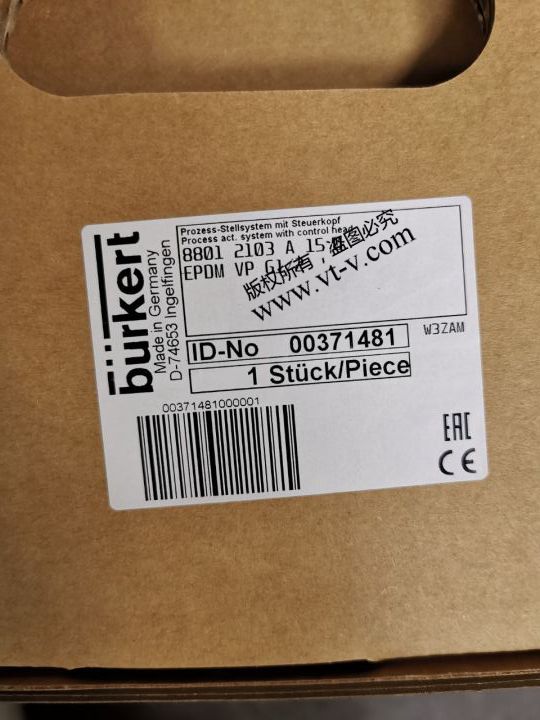 bürkert
Made in Germany
D-74653 Ingelfingen
Prozess-Stellsystem mit Steuerkopf
Process act. system with control head
8801 2103 A 15
EPDM VP
版权所有，盗图必究
www.vt-v.com
W3ZAM
ID-No 00371481
1 Stück/Piece
00371481000001
EAC
CE